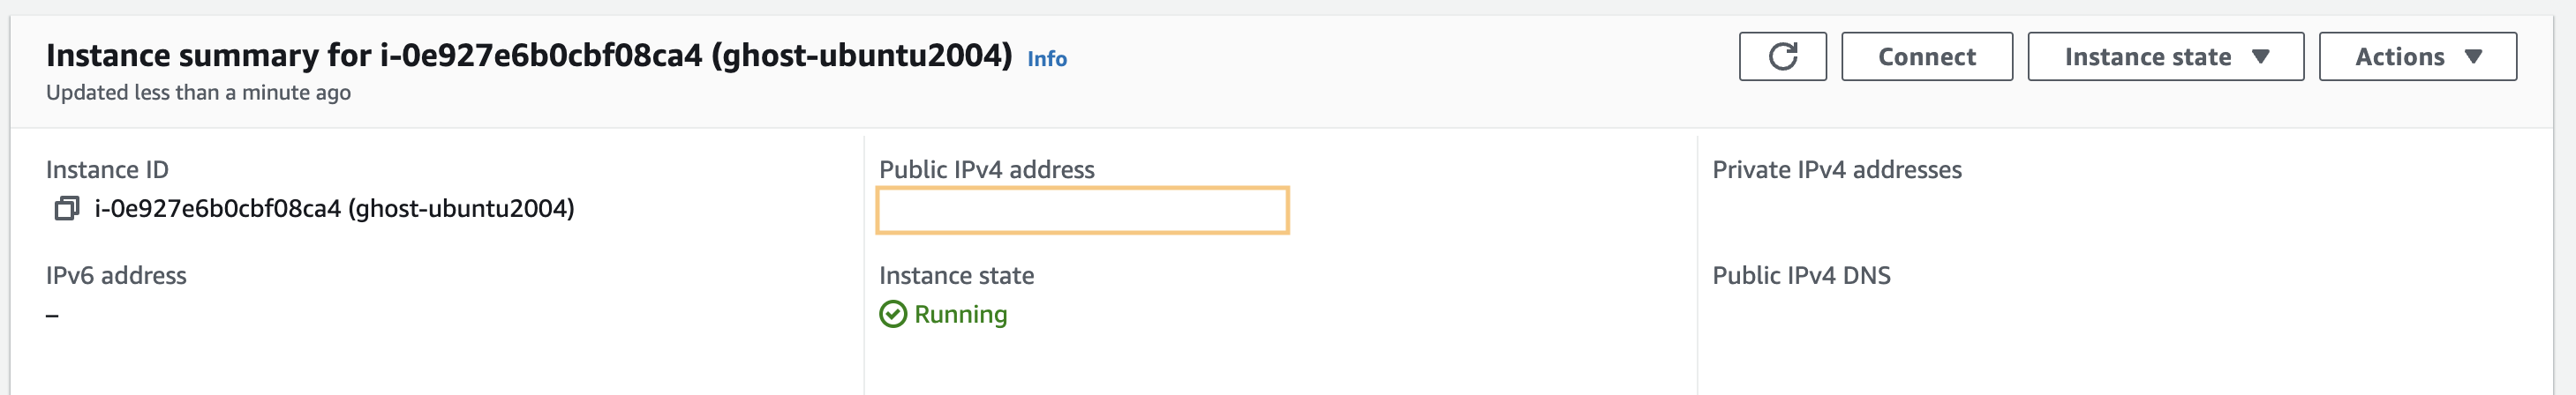 Instance summary for i-0e927e6b0cbf08ca4 (ghost-ubuntu2004) Info
Updated less than a minute ago
Connect
Instance state
Actions
Instance ID
i-0e927e6b0cbf08ca4 (ghost-ubuntu2004)
IPv6 address
–
Public IPv4 address
Instance state
Running
Private IPv4 addresses
Public IPv4 DNS